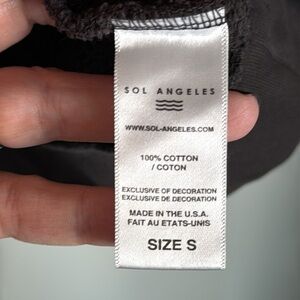 SOL ANGELES
WWW.SOL-ANGELES.COM
100% COTTON
/ COTON
EXCLUSIVE OF DECORATION
EXCLUSIVE DE DECORATION
MADE IN THE U.S.A.
FAIT AU ETATS-UNIS
SIZE S